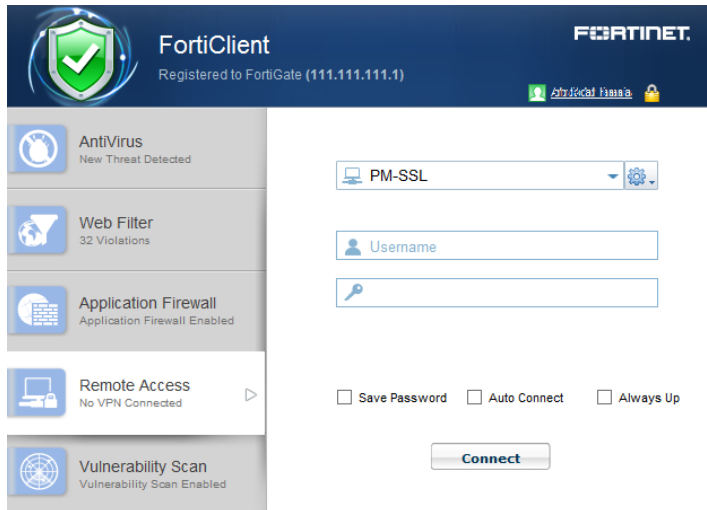 FortiClient
FORTINET
Registered to FortiGate (111.111.111.1)
AntiVirus
New Threat Detected
Web Filter
32 Violations
Application Firewall
Application Firewall Enabled
Remote Access
No VPN Connected
Vulnerability Scan
Vulnerability Scan Enabled
PM-SSL
Username
Save Password Auto Connect Always Up
Connect